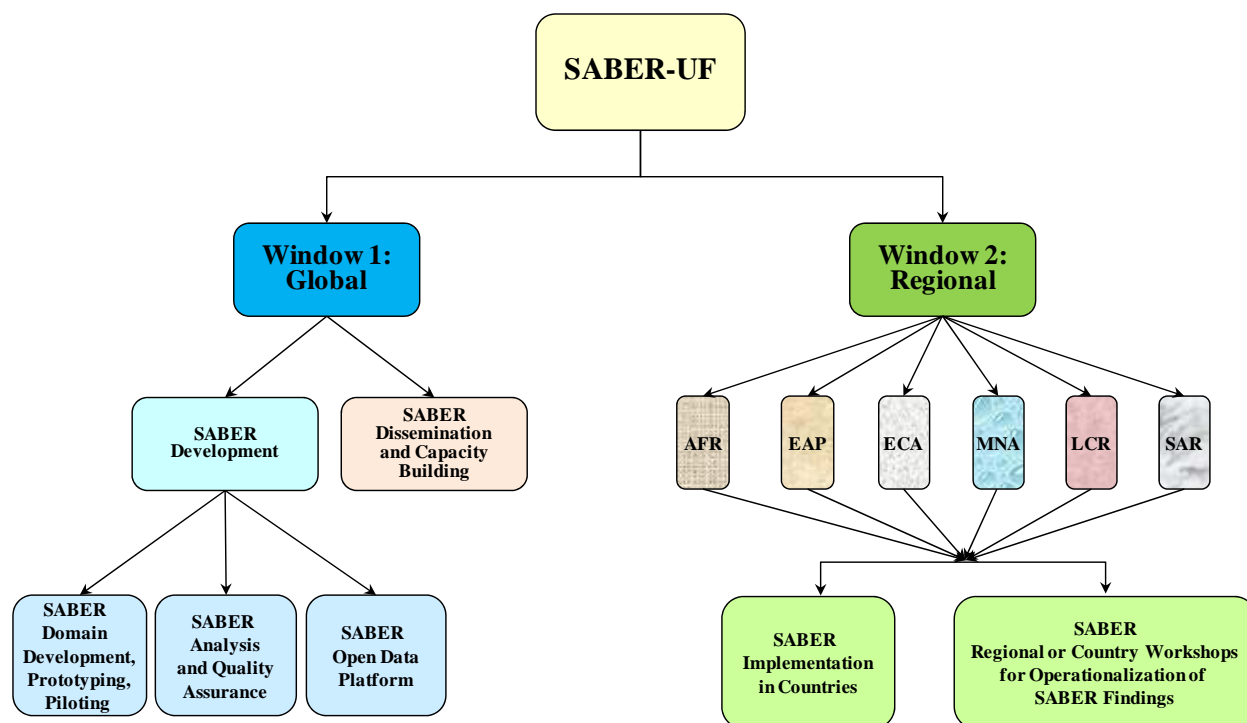 SABER-UF
Window 1:
Global
Window 2:
Regional
SABER
Development
SABER
Dissemination
and Capacity
Building
AFR
EAP
ECA
MNA
LCR
SAR
SABER
Domain
Development,
Prototyping,
Piloting
SABER
Analysis
and Quality
Assurance
SABER
Open Data
Platform
SABER
Implementation
in Countries
SABER
Regional or Country Workshops
for Operationalization of
SABER Findings